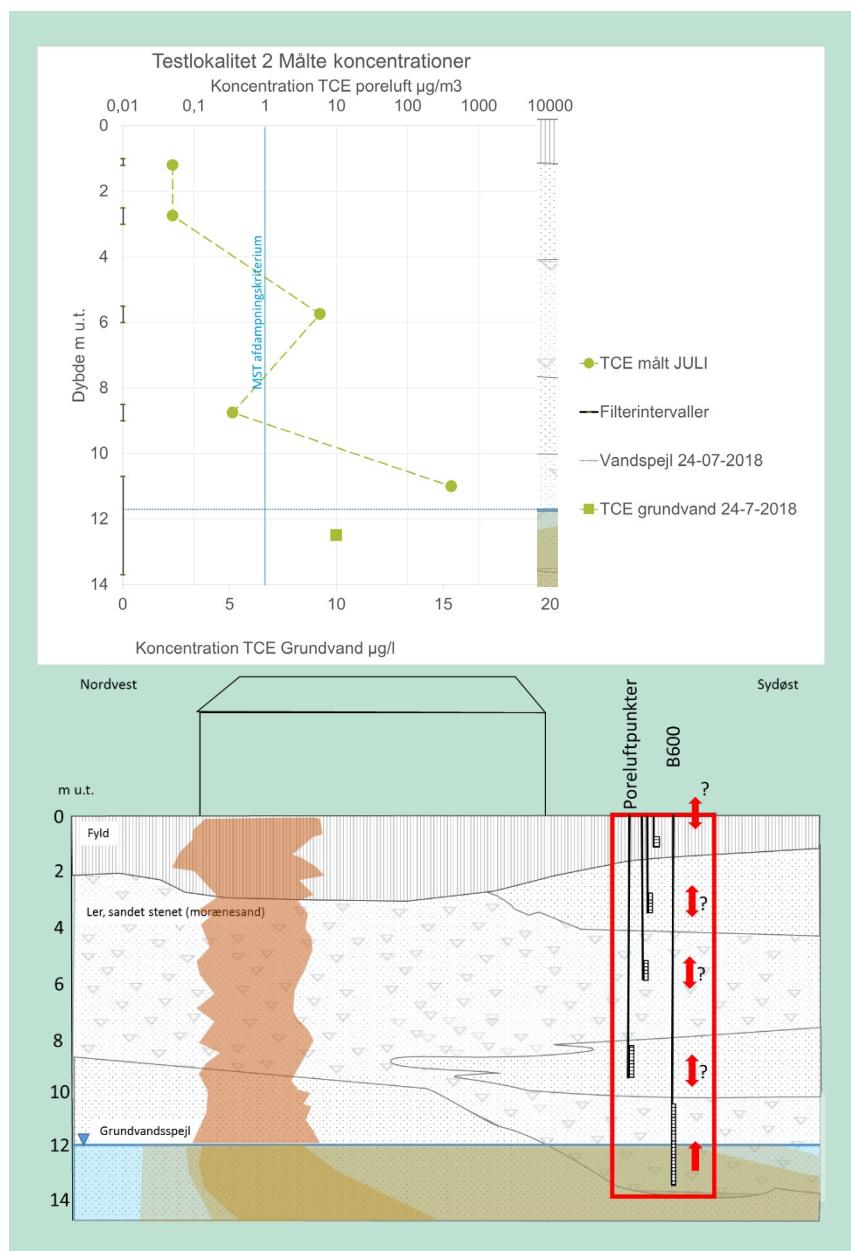 Testlokalitet 2 Målte koncentrationer
Koncentration TCE poreluft µg/m3
0,01 0,1 1 10 100 1000 10000
0
2
4
6
8
10
12
14
Dybde m u.t.
MST afdampningskriterium
0 5 10 15 20
Koncentration TCE Grundvand µg/l
TCE målt JULI
Filterintervaller
Vandspejl 24-07-2018
TCE grundvand 24-7-2018
Nordvest
Sydøst
Poreluftpunkter
B600
m u.t.
0
2
4
6
8
10
12
14
Fyld
Ler, sandet stenet (morænesand)
Grundvandsspejl
?
?
?
?